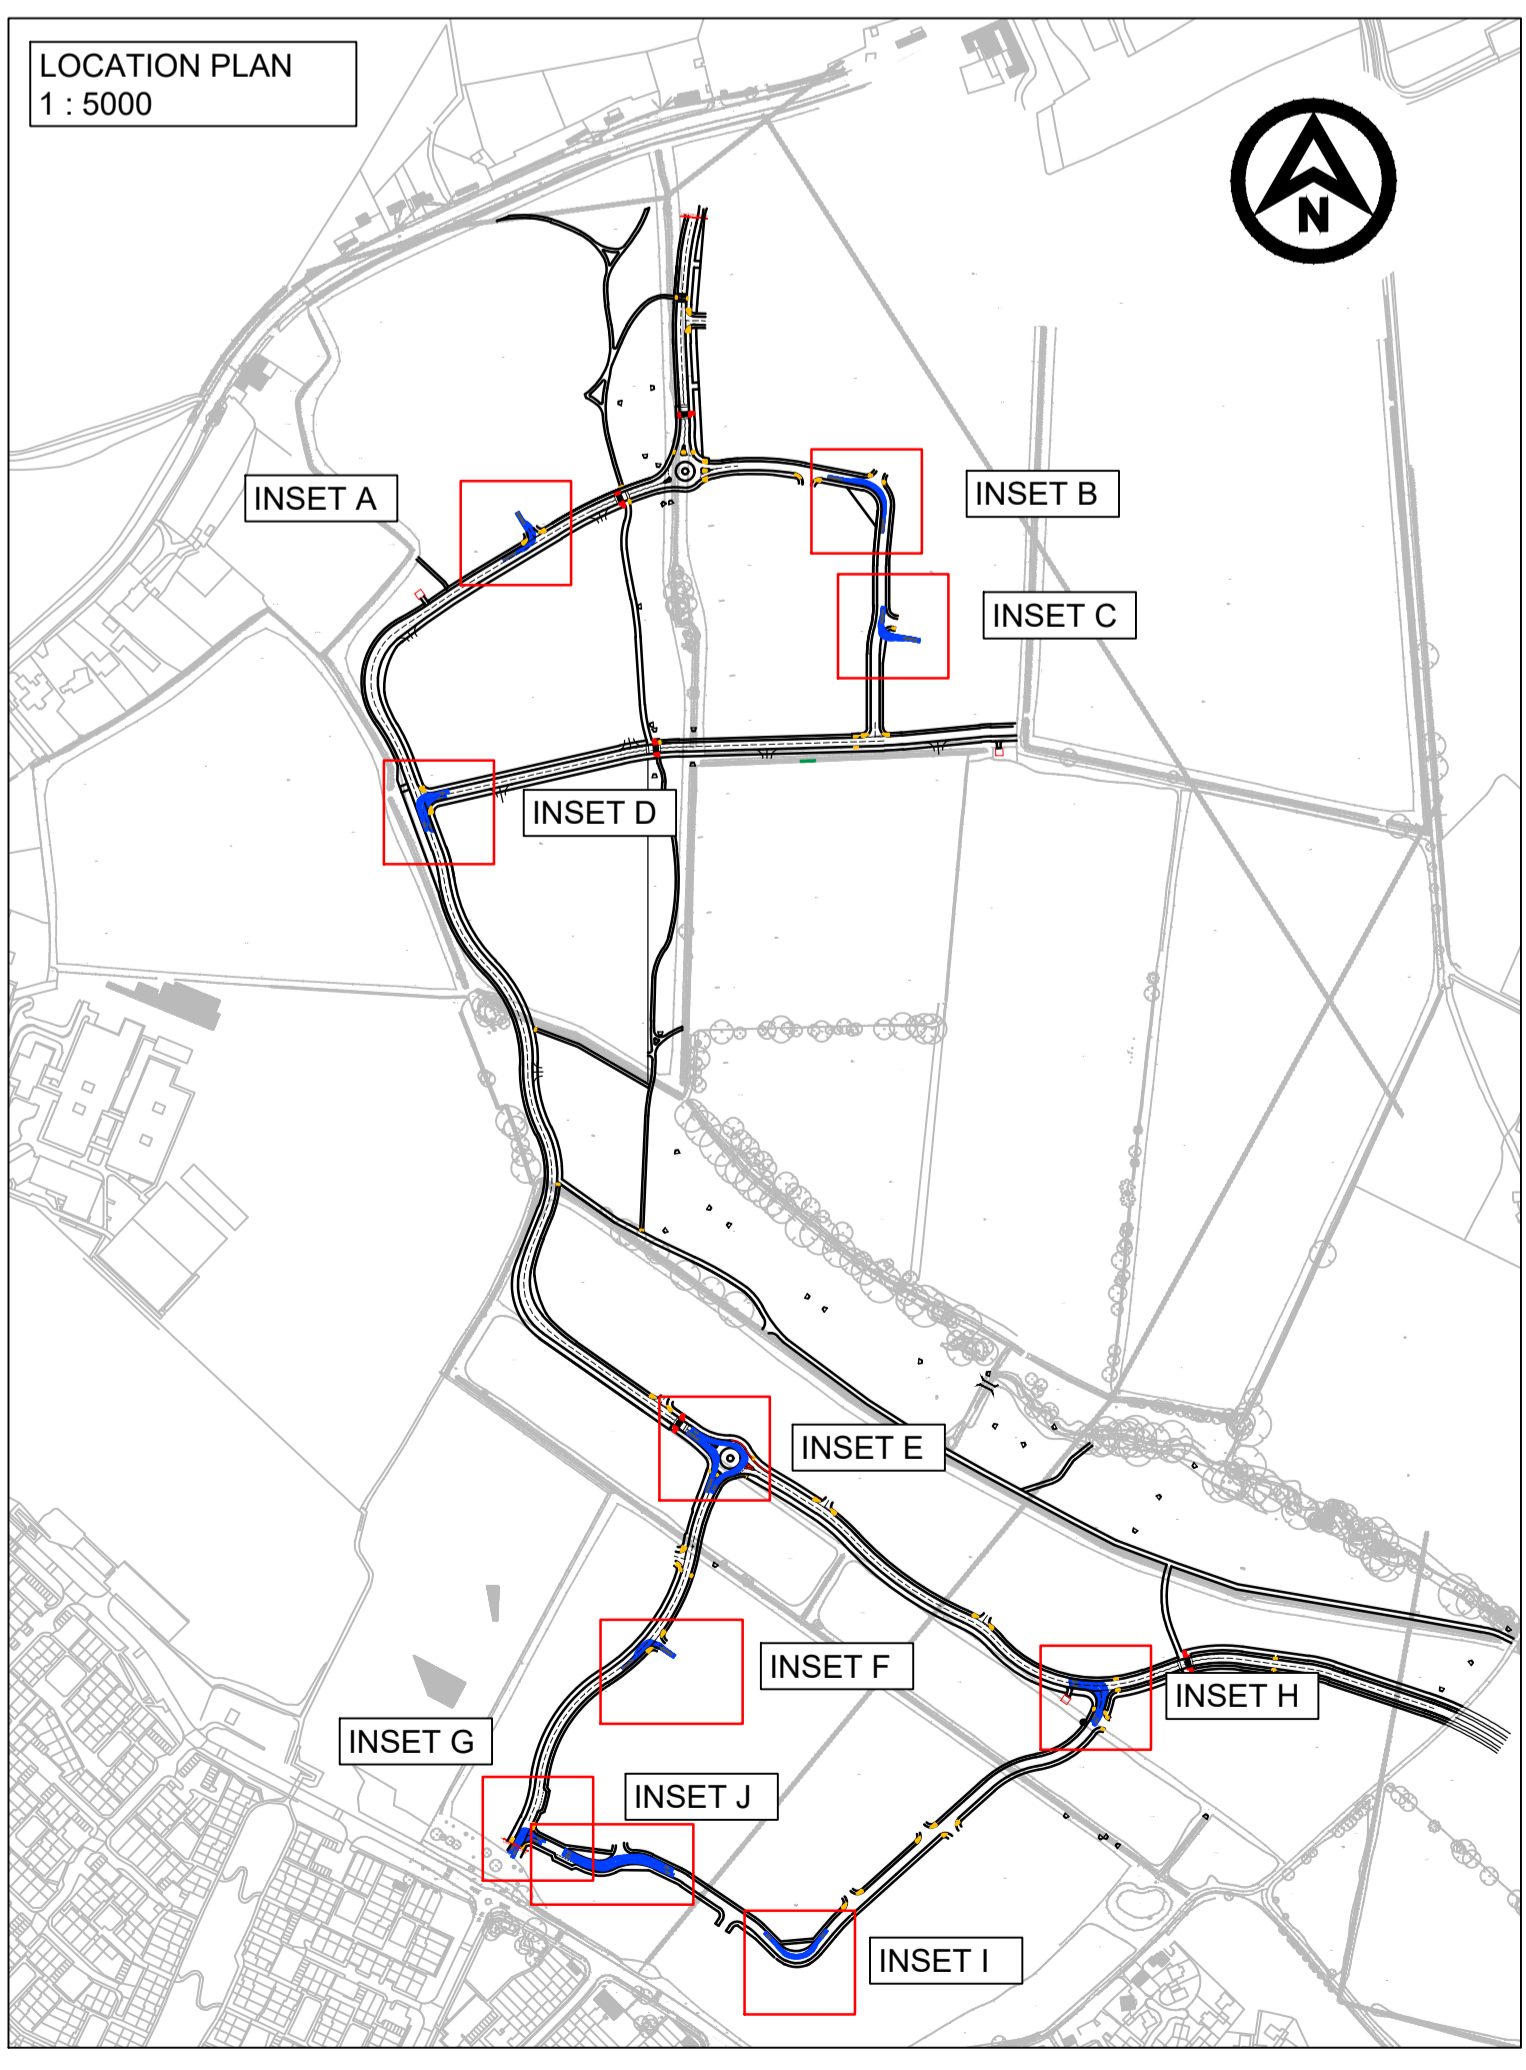 LOCATION PLAN
1 : 5000
N
INSET A
INSET B
INSET C
INSET D
INSET E
INSET F
INSET H
INSET G
INSET J
INSET I